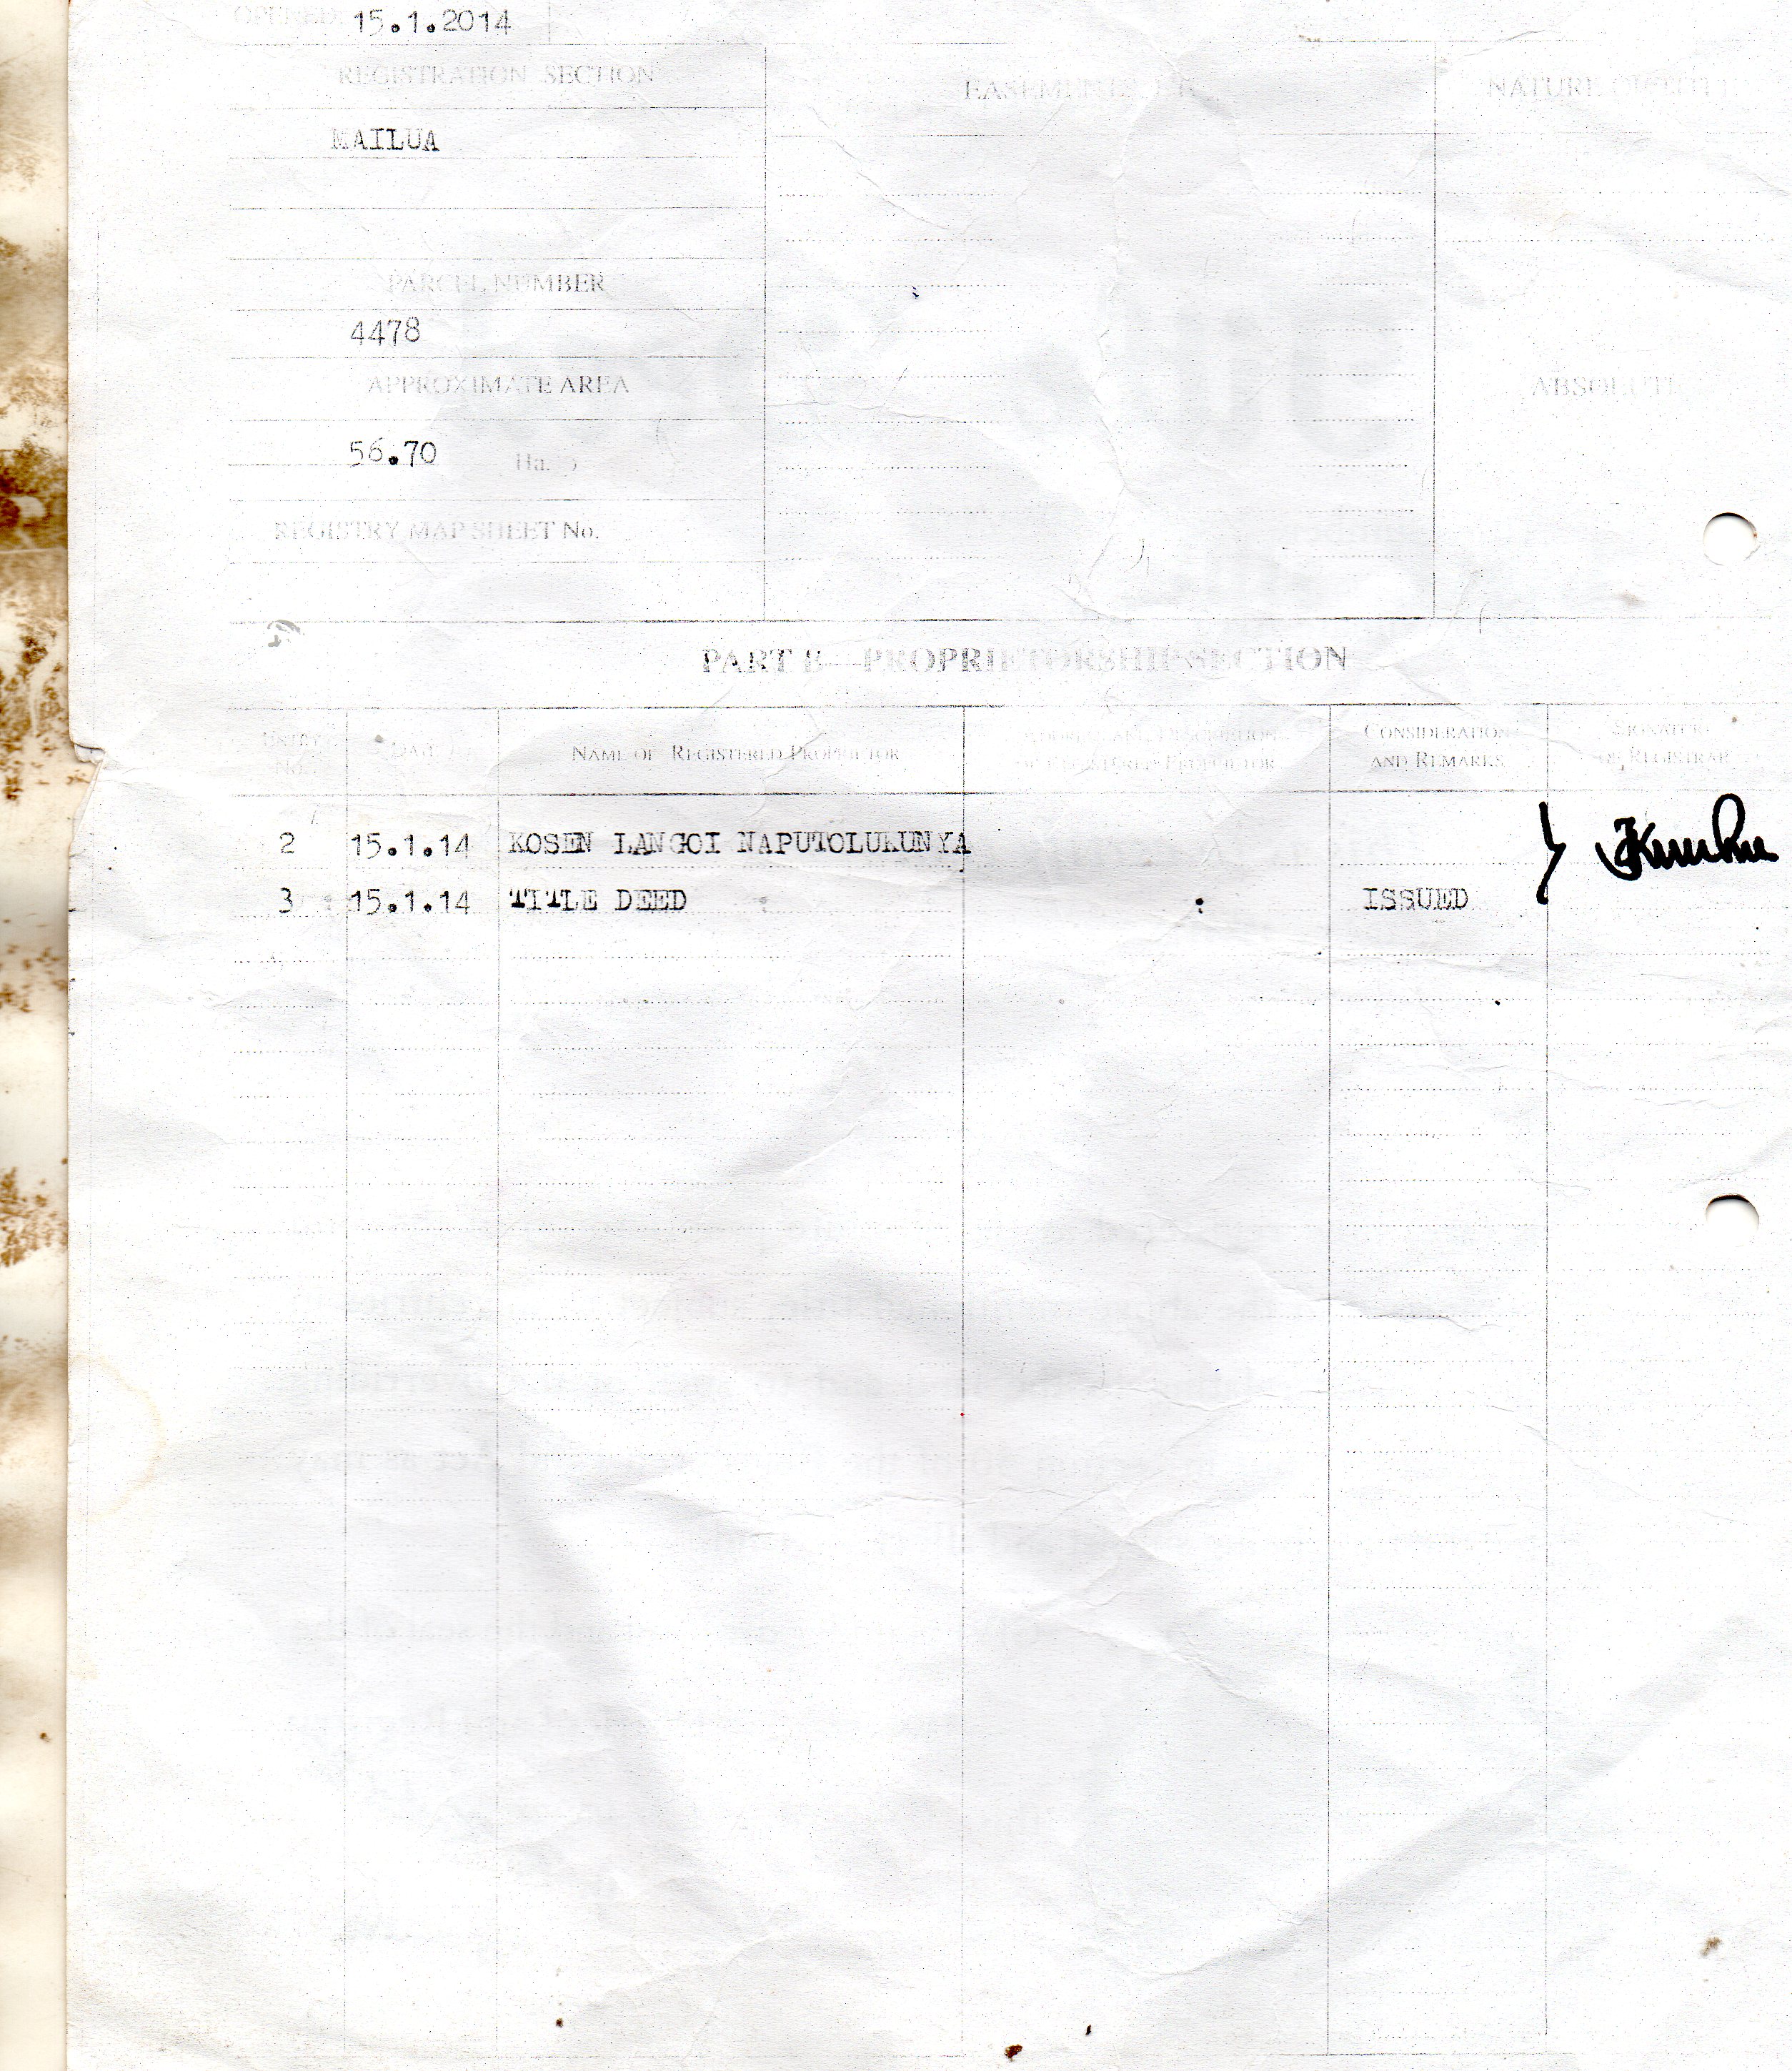 OPENED 15.1.2014
REGISTRATION SECTION
EASEMENTS
NATURE OF TITLE
MAILUA
PARCEL NUMBER
4478
APPROXIMATE AREA
ABSOLUTE
56.70 Ha.
REGISTRY MAP SHEET No.
PART B—PROPRIETORSHIP SECTION
ENTRY No. DATE NAME OF REGISTERED PROPRIETOR ADDRESS AND DESCRIPTION OF REGISTERED PROPRIETOR CONSIDERATION AND REMARKS SIGNATURE OF REGISTRAR
2 15.1.14 KOSEN LANGOI NAPUTOLUKUNYA
3 15.1.14 TITLE DEED : : ISSUED